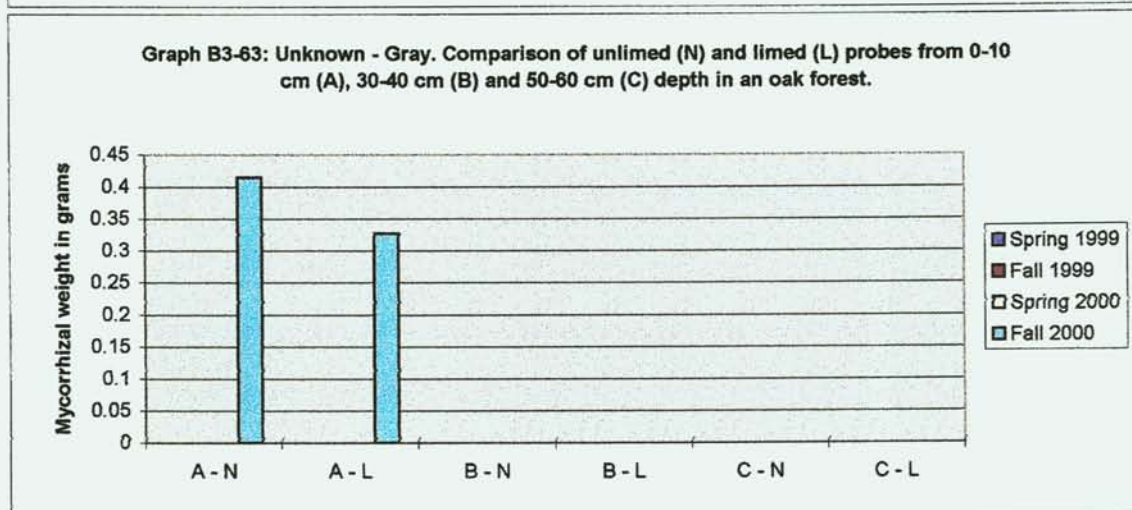 Graph B3-63: Unknown - Gray. Comparison of unlimed (N) and limed (L) probes from 0-10
cm (A), 30-40 cm (B) and 50-60 cm (C) depth in an oak forest.
Mycorrhizal weight in grams
0.45
0.4
0.35
0.3
0.25
0.2
0.15
0.1
0.05
0
A - N A - L B - N B - L C - N C - L
Spring 1999
Fall 1999
Spring 2000
Fall 2000